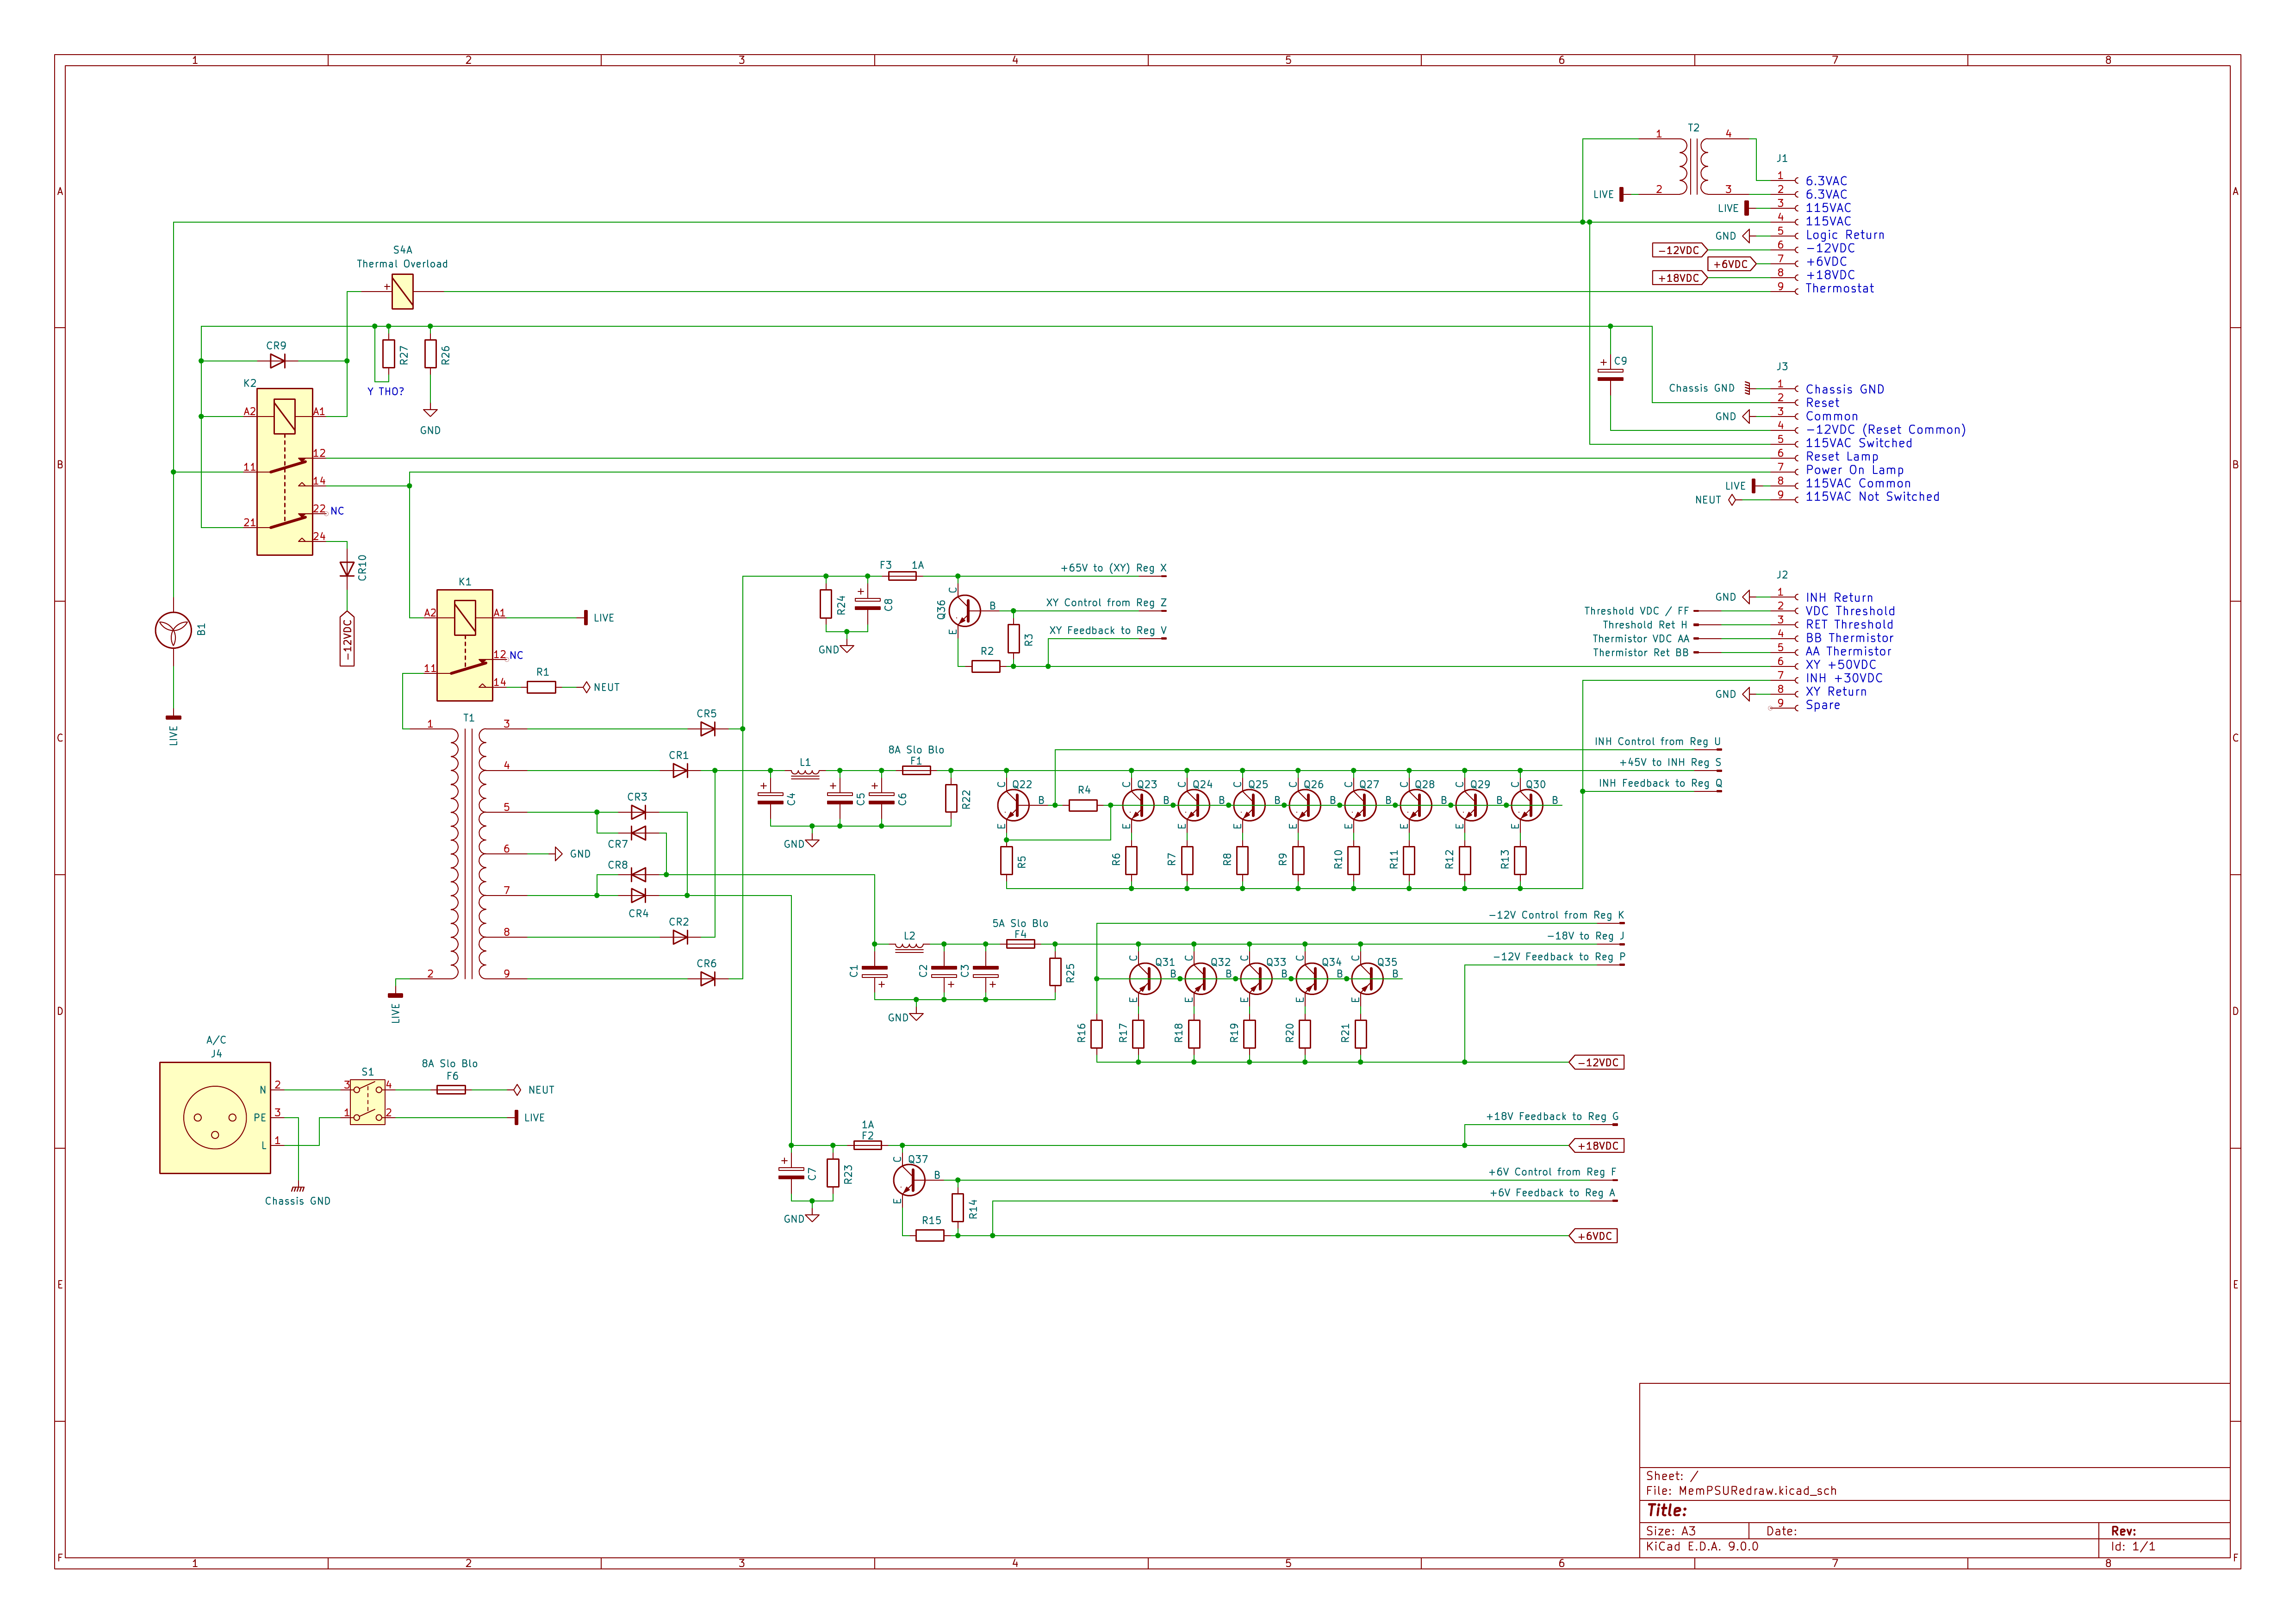 1 2 3 4 5 6 7 8
A A
T2
1 4
2 3
LIVE
J1
1 6.3VAC
2 6.3VAC
LIVE 3 115VAC
4 115VAC
GND 5 Logic Return
-12VDC 6 -12VDC
+6VDC 7 +6VDC
+18VDC 8 +18VDC
9 Thermostat
S4A
Thermal Overload
+
CR9
R27
R26
Y THO?
GND
K2
A2 A1
11
12
14
21
22 NC
24
CR10
-12VDC
B1
LIVE
B B
C9
+
J3
Chassis GND 1 Chassis GND
2 Reset
GND 3 Common
4 -12VDC (Reset Common)
5 115VAC Switched
6 Reset Lamp
7 Power On Lamp
LIVE 8 115VAC Common
NEUT 9 115VAC Not Switched
K1
A2 A1
LIVE
11
12 NC
14
R1
NEUT
F3 1A
+65V to (XY) Reg X
R24
+
C8
GND
Q36
C
B
E
XY Control from Reg Z
XY Feedback to Reg V
R3
R2
J2
GND 1 INH Return
Threshold VDC / FF 2 VDC Threshold
Threshold Ret H 3 RET Threshold
Thermistor VDC AA 4 BB Thermistor
Thermistor Ret BB 5 AA Thermistor
6 XY +50VDC
7 INH +30VDC
GND 8 XY Return
9 Spare
C C
T1
1 3
4
5
6 GND
7
8
2 9
LIVE
CR5
CR1
CR3
CR7
CR8
CR4
CR2
CR6
L1
8A Slo Blo
F1
+ + +
C4 C5 C6
R22
GND
INH Control from Reg U
+45V to INH Reg S
INH Feedback to Reg Q
Q22 Q23 Q24 Q25 Q26 Q27 Q28 Q29 Q30
C C C C C C C C C
B B B B B B B B B
E E E E E E E E E
R4
R5 R6 R7 R8 R9 R10 R11 R12 R13
D D
L2
5A Slo Blo
F4
C1 C2 C3
+ + +
R25
GND
-12V Control from Reg K
-18V to Reg J
-12V Feedback to Reg P
Q31 Q32 Q33 Q34 Q35
C C C C C
B B B B B
E E E E E
R16 R17 R18 R19 R20 R21
-12VDC
A/C
J4
N 2
PE 3
L 1
Chassis GND
S1
3 4
1 2
8A Slo Blo
F6
NEUT
LIVE
1A
F2
+
C7
R23
GND
Q37
C
B
E
R14
R15
+18V Feedback to Reg G
+18VDC
+6V Control from Reg F
+6V Feedback to Reg A
+6VDC
E E
Sheet: /
File: MemPSURedraw.kicad_sch
Title:
Size: A3 Date: Rev:
KiCad E.D.A. 9.0.0 Id: 1/1
F F
1 2 3 4 5 6 7 8